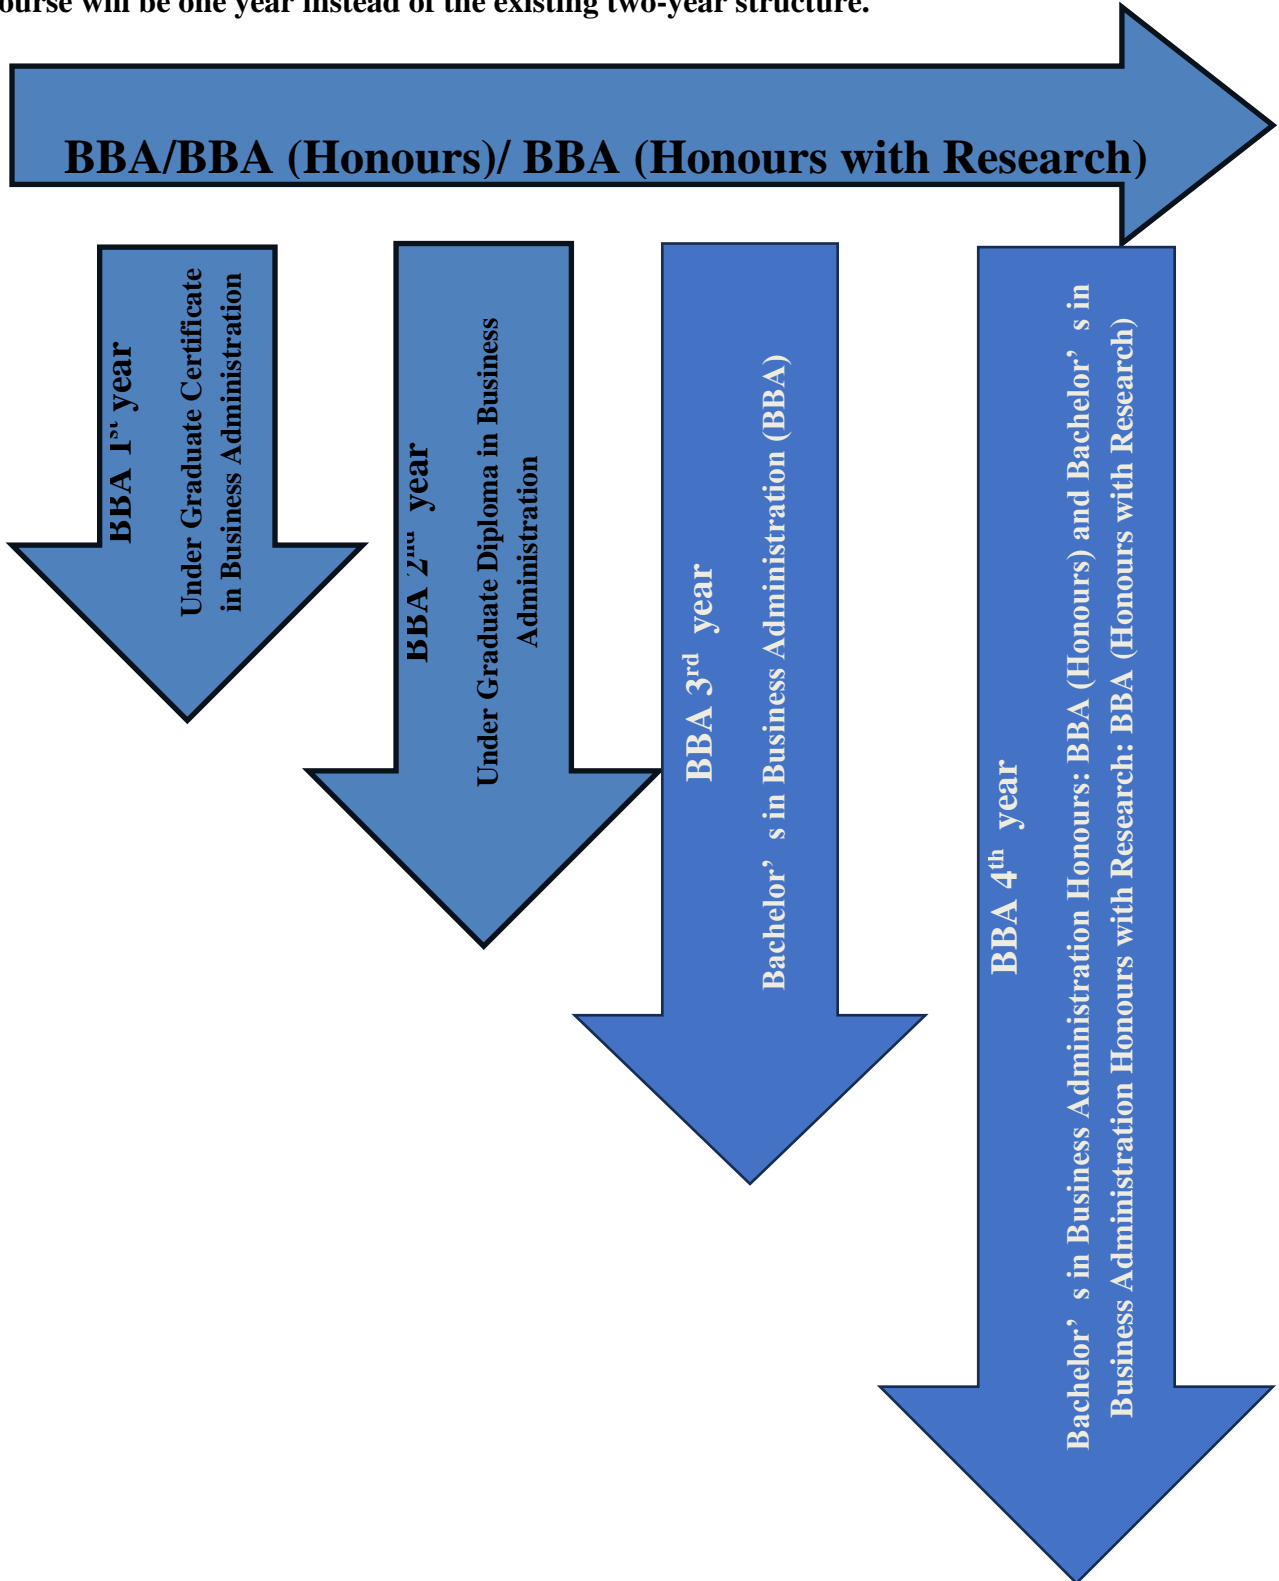 ourse will be one year instead of the existing two-year structure.
BBA/BBA (Honours)/ BBA (Honours with Research)
BBA 1st year
Under Graduate Certificate
in Business Administration
BBA 2nd year
Under Graduate Diploma in Business
Administration
BBA 3rd year
Bachelor’ s in Business Administration (BBA)
BBA 4th year
Bachelor’ s in Business Administration Honours: BBA (Honours) and Bachelor’ s in
Business Administration Honours with Research: BBA (Honours with Research)